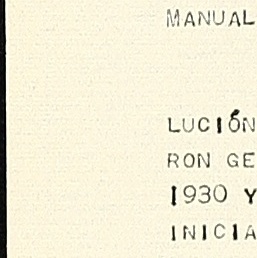 MANUAL
LUCIÓN
RON GE
1930 Y
INICIA